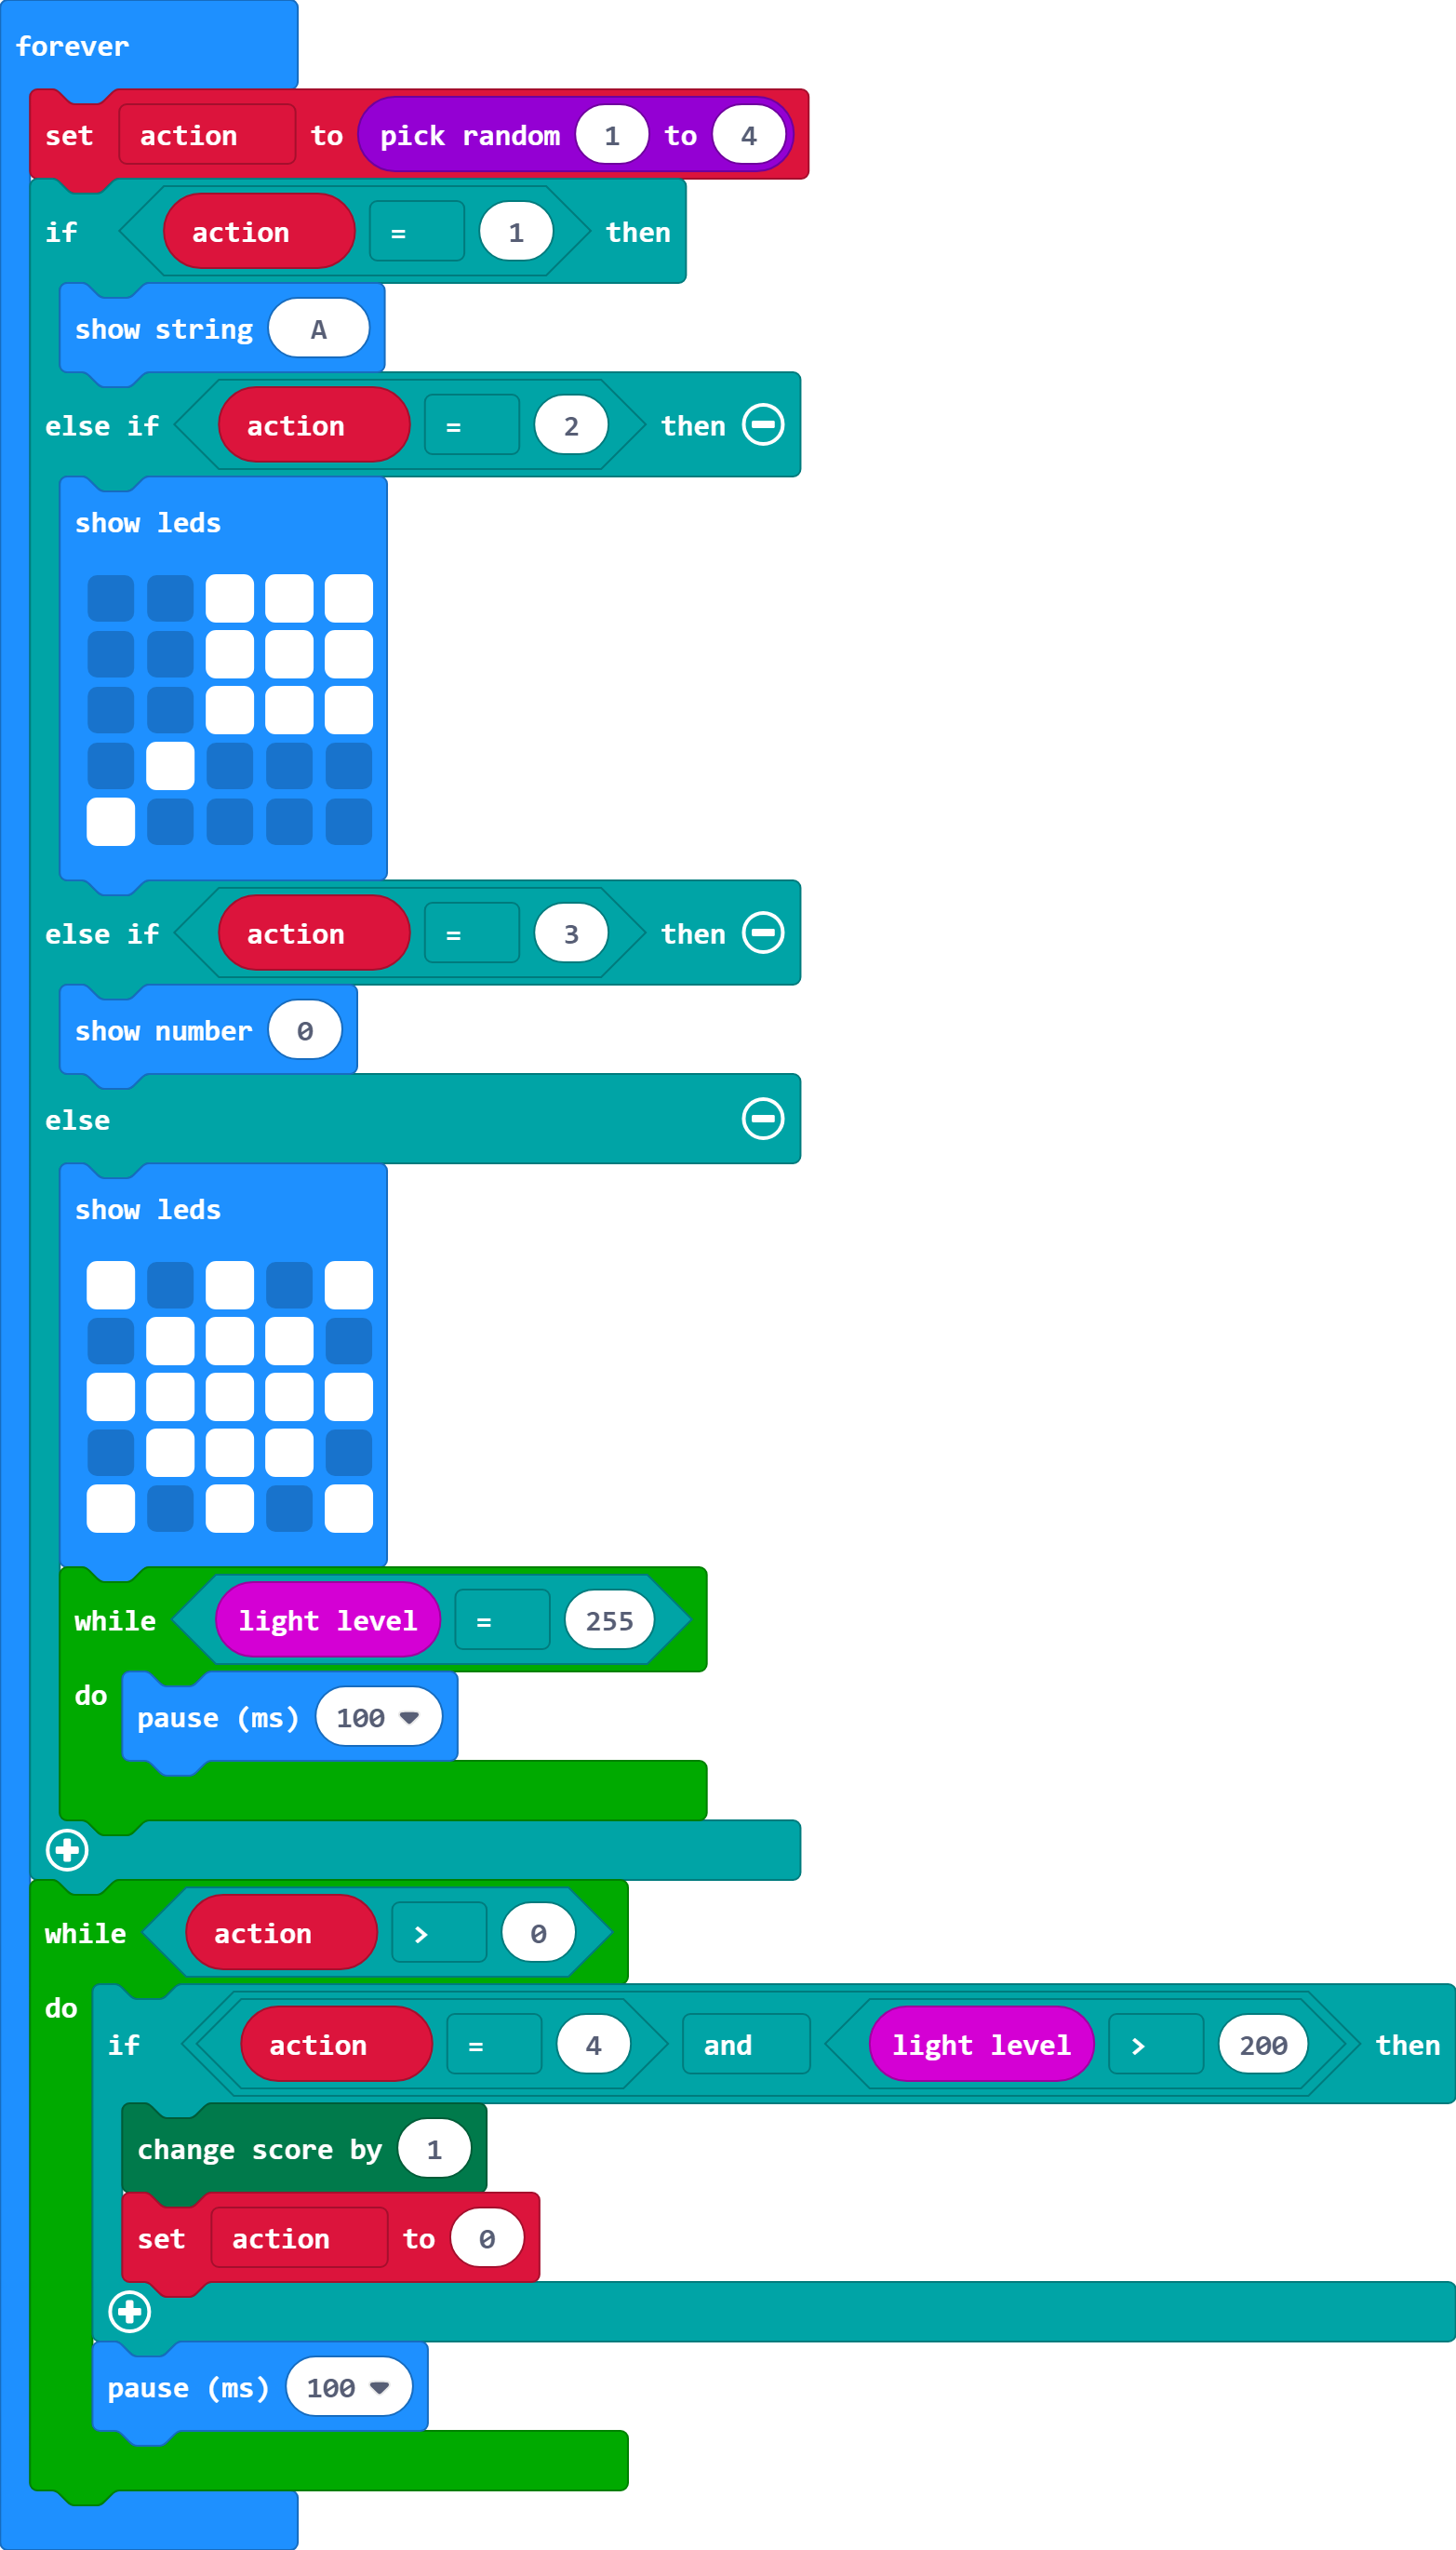 forever
set action to pick random 1 to 4
if action = 1 then
show string A
else if action = 2 then
show leds
else if action = 3 then
show number 0
else
show leds
while light level = 255
do pause (ms) 100
while action > 0
do
if action = 4 and light level > 200 then
change score by 1
set action to 0
pause (ms) 100